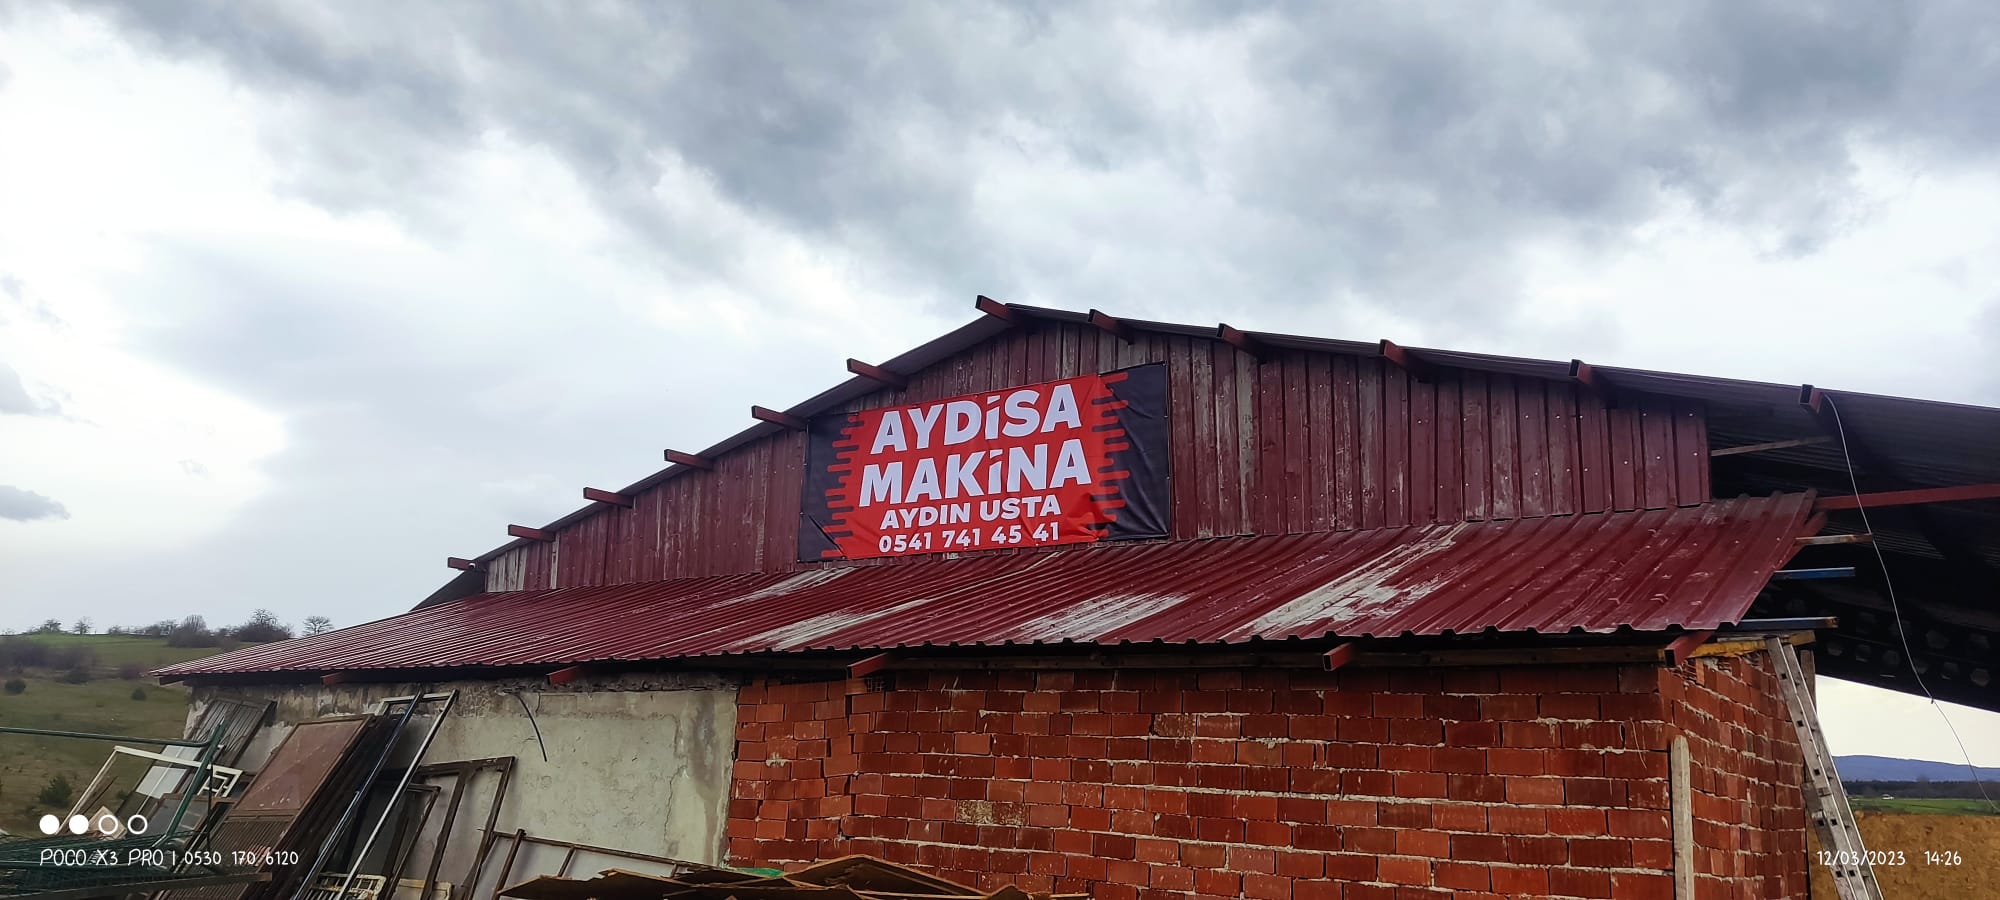 AYDİSA
MAKİNA
AYDIN USTA
0541 741 45 41
POCO X3 PRO | 0530 170 6120
12/03/2023 14:26